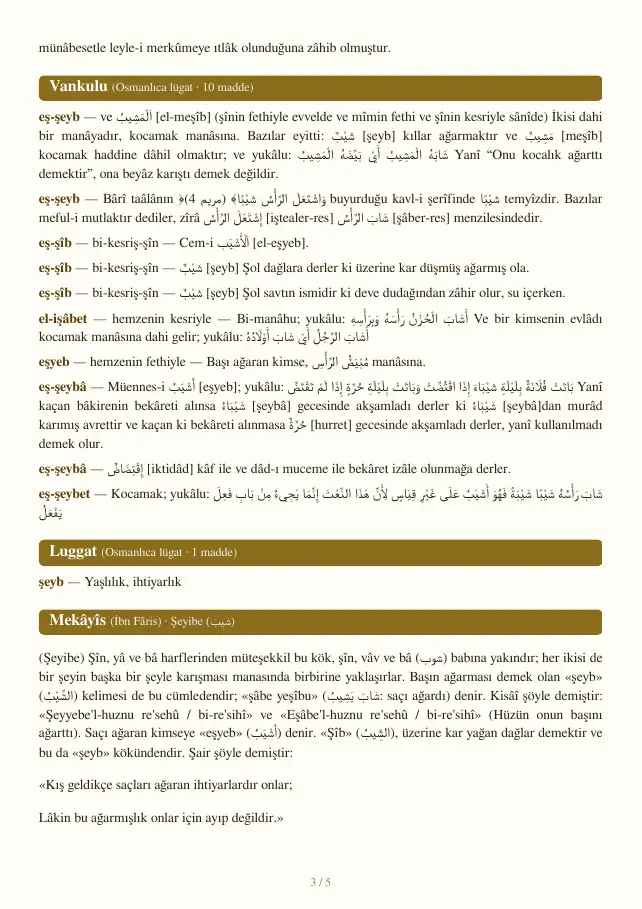 münâbesetle leyle-i merkûmeye ıtlâk olunduğuna zâhib olmuştur.
Vankulu (Osmanlıca lügat · 10 madde)
eş-şeyb — ve اَلْمَشِيبُ [el-meşîb] (şînin fethiyle evvelde ve mîmin fethi ve şînin kesriyle sânîde) İkisi dahi
bir manâyadır, kocamak manâsına. Bazılar eyitti: شَيْبٌ [şeyb] kıllar ağarmaktır ve مَشِيبٌ [meşîb]
kocamak haddine dâhil olmaktır; ve yukâlu: شَابَهُ الْمَشِيبُ أَيْ بَيَّضَهُ الْمَشِيبُ Yanî “Onu kocalık ağarttı
demektir”, ona beyâz karıştı demek değildir.
eş-şeyb — Bârî taâlânın ﴿وَاشْتَعَلَ الرَّأْسُ شَيْبًا﴾ (مريم 4) buyurduğu kavl-i şerîfinde شَيْبًا temyîzdir. Bazılar
meful-i mutlaktır dediler, zîrâ إِشْتَعَلَ الرَّأْسُ [iştealer-res] شَابَ الرَّأْسُ [şâber-res] menzilesindedir.
eş-şîb — bi-kesriş-şîn — Cem-i اَلْأَشْيَبُ [el-eşyeb].
eş-şîb — bi-kesriş-şîn — شَيْبٌ [şeyb] Şol dağlara derler ki üzerine kar düşmüş ağarmış ola.
eş-şîb — bi-kesriş-şîn — شَيْبٌ [şeyb] Şol savtın ismidir ki deve dudağından zâhir olur, su içerken.
el-işâbet — hemzenin kesriyle — Bi-manâhu; yukâlu: أَشَابَ الْحُزْنُ رَأْسَهُ وَبِرَأْسِهِ Ve bir kimsenin evlâdı
kocamak manâsına dahi gelir; yukâlu: أَشَابَ الرَّجُلُ أَيْ شَابَ أَوْلَادُهُ
eşyeb — hemzenin fethiyle — Başı ağaran kimse, مُبْيَضُّ الرَّأْسِ manâsına.
eş-şeybâ — Müennes-i أَشْيَبُ [eşyeb]; yukâlu: بَاتَتْ فُلَانَةٌ بِلَيْلَةِ شَيْبَاءَ إِذَا اقْتُضَّتْ وَبَاتَتْ بِلَيْلَةِ حُرَّةٍ إِذَا لَمْ تُقْتَضَّ Yanî
kaçan bâkirenin bekâreti alınsa شَيْبَاءُ [şeybâ] gecesinde akşamladı derler ki شَيْبَاءُ [şeybâ]dan murâd
karımış avrettir ve kaçan ki bekâreti alınmasa حُرَّةٌ [hurret] gecesinde akşamladı derler, yanî kullanılmadı
demek olur.
eş-şeybâ — إِقْتِضَاضٌ [iktidâd] kâf ile ve dâd-ı muceme ile bekâret izâle olunmağa derler.
eş-şeybet — Kocamak; yukâlu: شَابَ رَأْسُهُ شَيْبًا شَيْبَةً فَهُوَ أَشْيَبُ عَلَى غَيْرِ قِيَاسٍ لِأَنَّ هَذَا النَّعْتَ إِنَّمَا يَجِيءُ مِنْ بَابِ فَعِلَ
يَفْعَلُ
Luggat (Osmanlıca lügat · 1 madde)
şeyb — Yaşlılık, ihtiyarlık
Mekâyîs (İbn Fâris) · Şeyibe (شيب)
(Şeyibe) Şîn, yâ ve bâ harflerinden müteşekkil bu kök, şîn, vâv ve bâ (شوب) babına yakındır; her ikisi de
bir şeyin başka bir şeyle karışması manasında birbirine yaklaşırlar. Başın ağarması demek olan «şeyb»
(الشَّيْبُ) kelimesi de bu cümledendir; «şâbe yeşîbu» (شَابَ يَشِيبُ: saçı ağardı) denir. Kisâî şöyle demiştir:
«Şeyyebe'l-huznu re'sehû / bi-re'sihî» ve «Eşâbe'l-huznu re'sehû / bi-re'sihî» (Hüzün onun başını
ağarttı). Saçı ağaran kimseye «eşyeb» (أَشْيَبُ) denir. «Şîb» (الشِّيبُ), üzerine kar yağan dağlar demektir ve
bu da «şeyb» kökündendir. Şair şöyle demiştir:
«Kış geldikçe saçları ağaran ihtiyarlardır onlar;
Lâkin bu ağarmışlık onlar için ayıp değildir.»
3 / 5